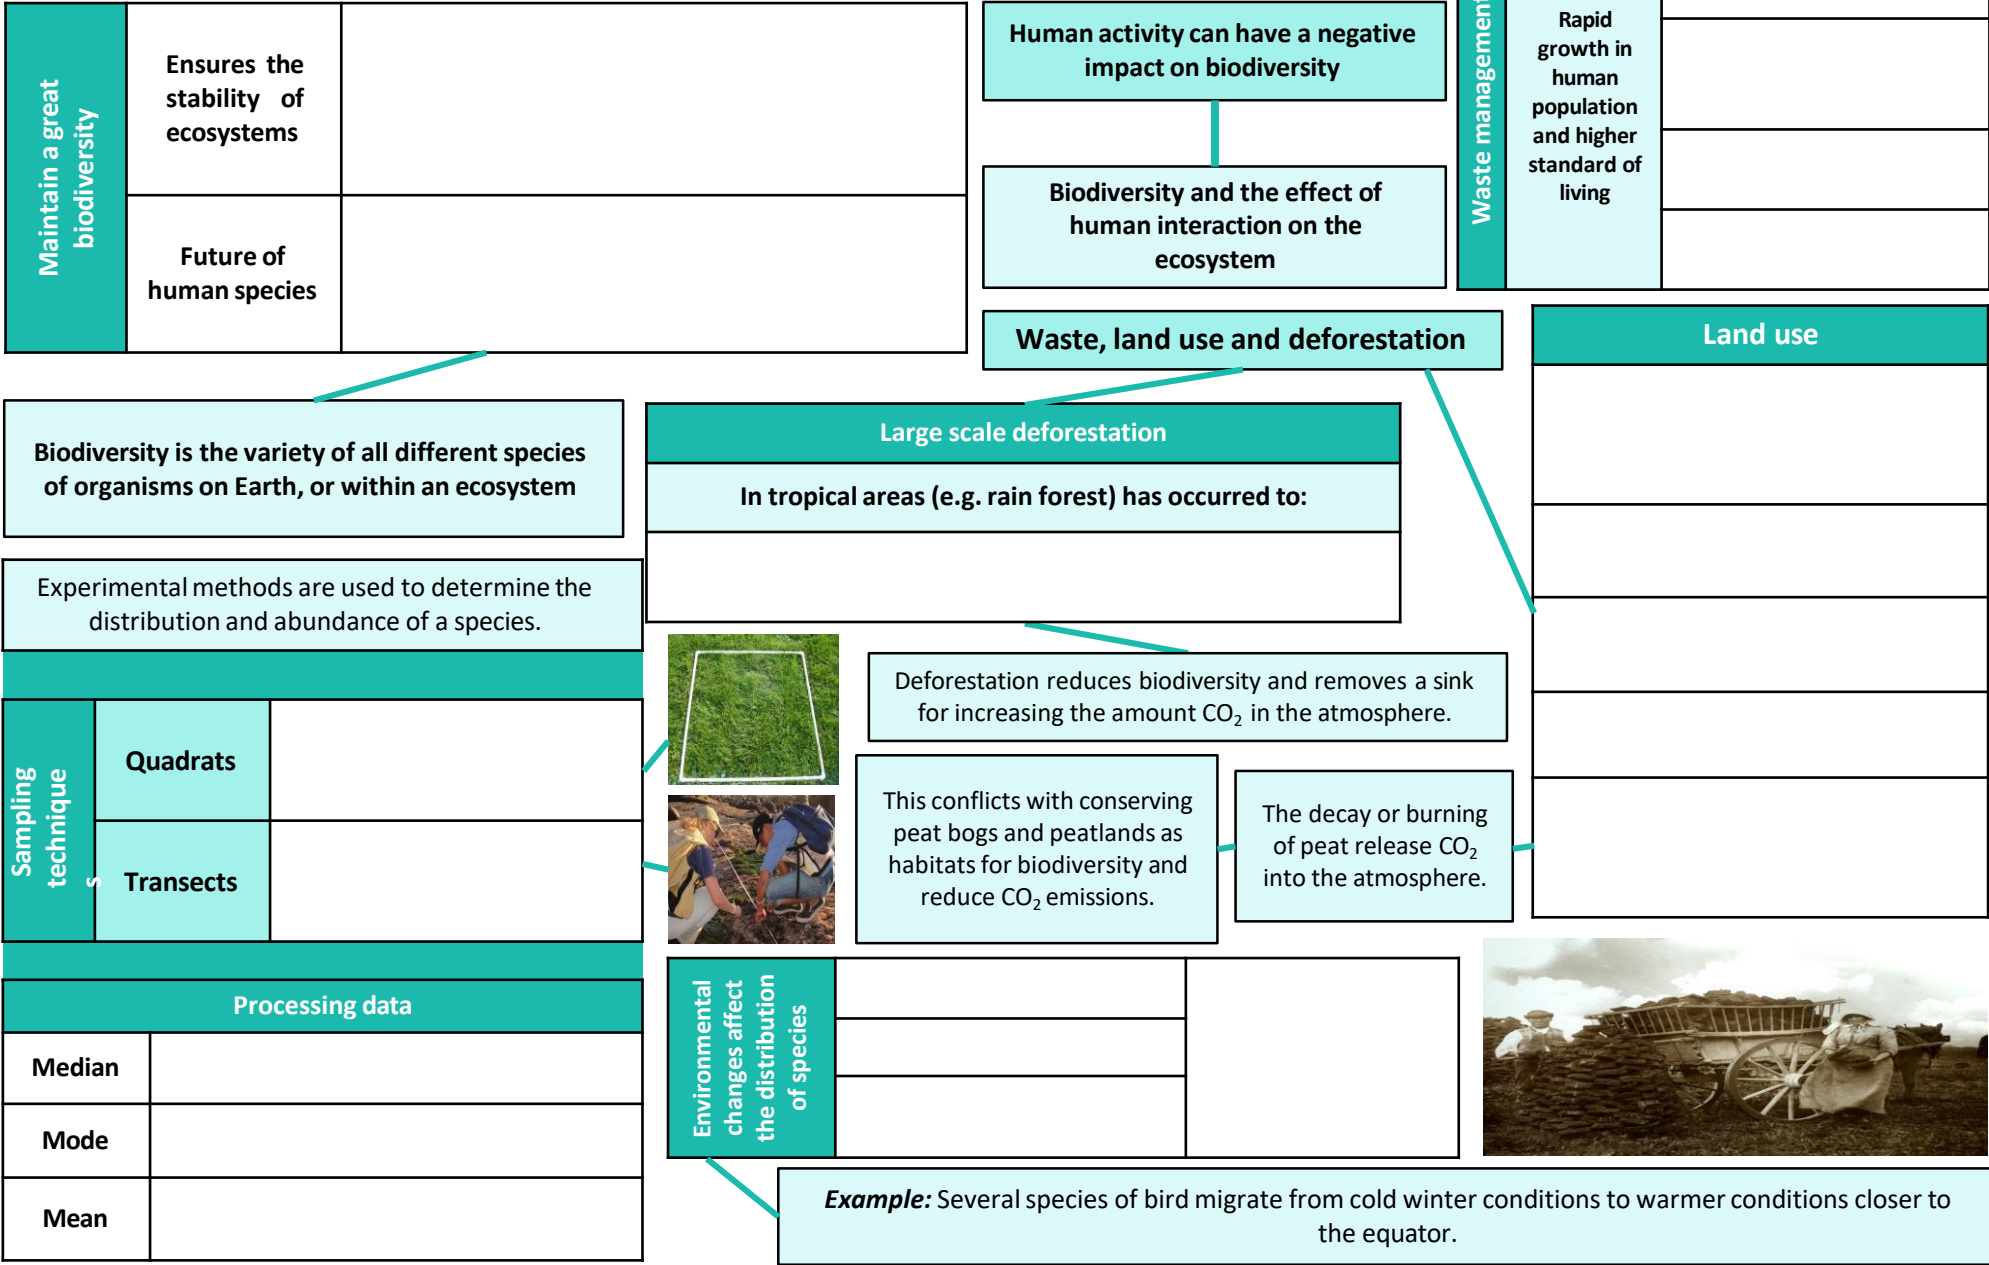 Maintain a great
biodiversity
Ensures the
stability of
ecosystems
Future of
human species
Human activity can have a negative
impact on biodiversity
Biodiversity and the effect of
human interaction on the
ecosystem
Waste management
Rapid
growth in
human
population
and higher
standard of
living
Waste, land use and deforestation
Land use
Biodiversity is the variety of all different species
of organisms on Earth, or within an ecosystem
Large scale deforestation
In tropical areas (e.g. rain forest) has occurred to:
Experimental methods are used to determine the
distribution and abundance of a species.
Deforestation reduces biodiversity and removes a sink
for increasing the amount CO₂ in the atmosphere.
Sampling
technique
s
Quadrats
Transects
This conflicts with conserving
peat bogs and peatlands as
habitats for biodiversity and
reduce CO₂ emissions.
The decay or burning
of peat release CO₂
into the atmosphere.
Processing data
Median
Mode
Mean
Environmental
changes affect
the distribution
of species
Example: Several species of bird migrate from cold winter conditions to warmer conditions closer to
the equator.